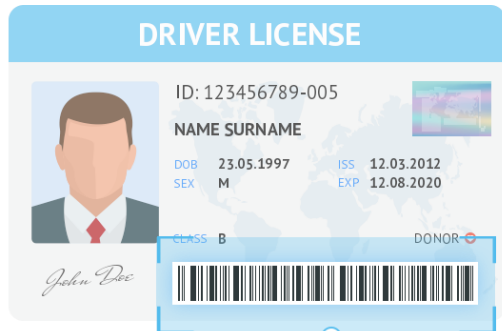 DRIVER LICENSE
ID: 123456789-005
NAME SURNAME
DOB 23.05.1997 ISS 12.03.2012
SEX M EXP 12.08.2020
CLASS B DONOR
John Doe